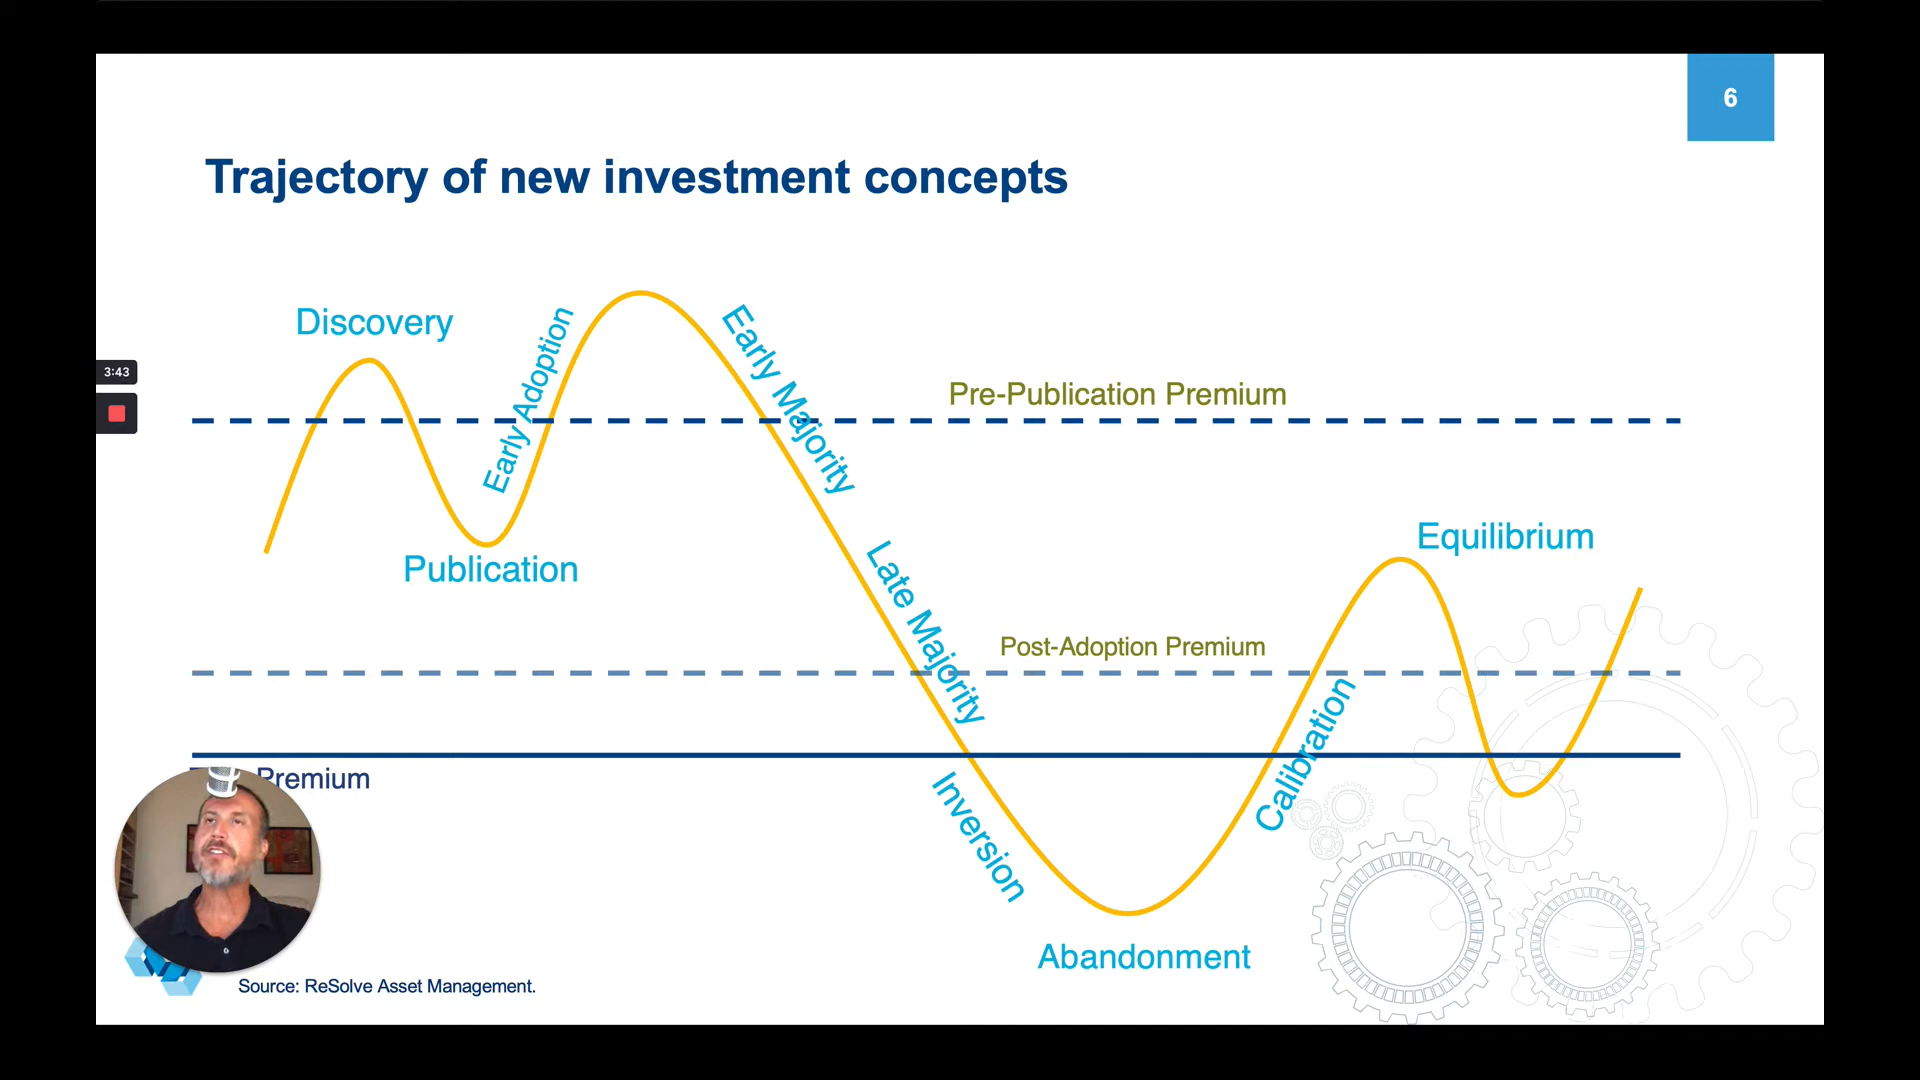 6
Trajectory of new investment concepts
Discovery
Early Adoption
Early Majority
3:43
Pre-Publication Premium
Publication
Equilibrium
Late Majority
Post-Adoption Premium
Premium
Inversion
Calibration
Abandonment
Source: ReSolve Asset Management.